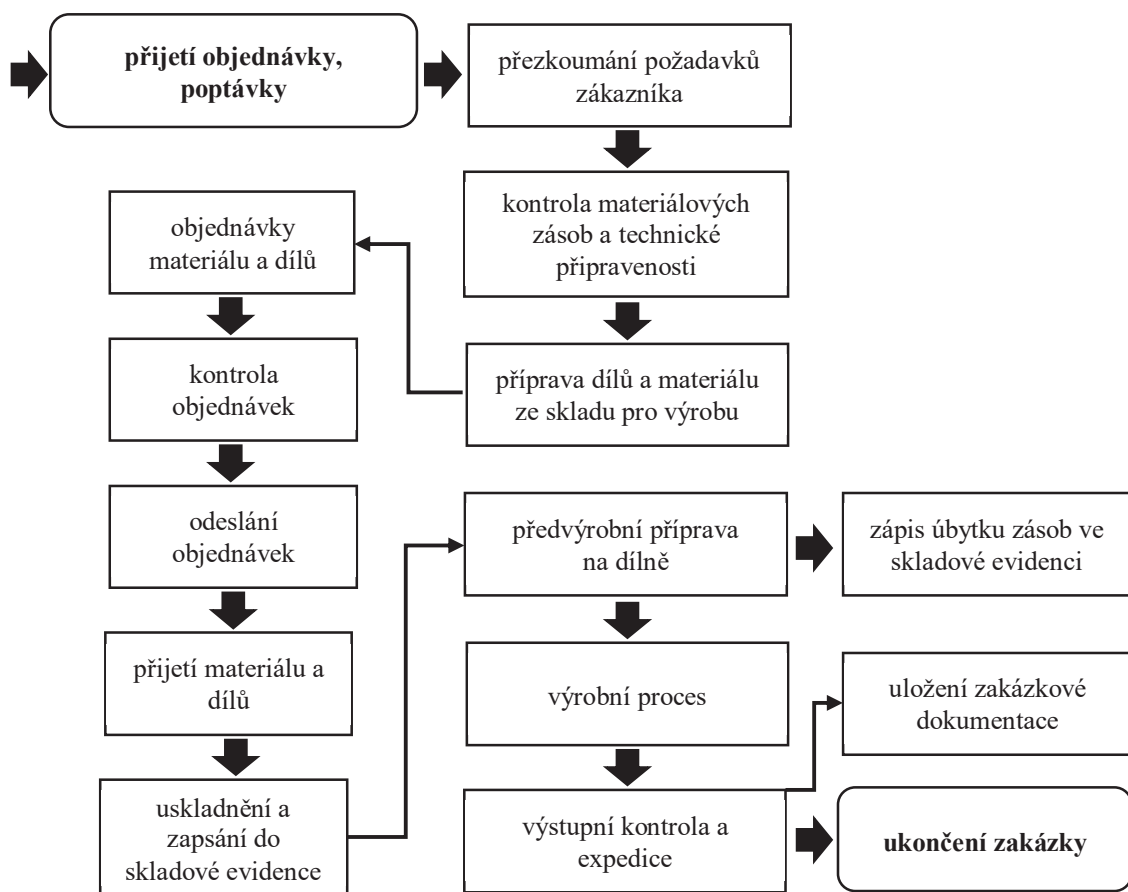 přijetí objednávky,
poptávky
přezkoumání požadavků
zákazníka
kontrola materiálových
zásob a technické
připravenosti
příprava dílů a materiálu
ze skladu pro výrobu
objednávky
materiálu a dílů
kontrola
objednávek
odeslání
objednávek
přijetí materiálu a
dílů
uskladnění a
zapsání do
skladové evidence
předvýrobní příprava
na dílně
zápis úbytku zásob ve
skladové evidenci
výrobní proces
výstupní kontrola a
expedice
uložení zakázkové
dokumentace
ukončení zakázky